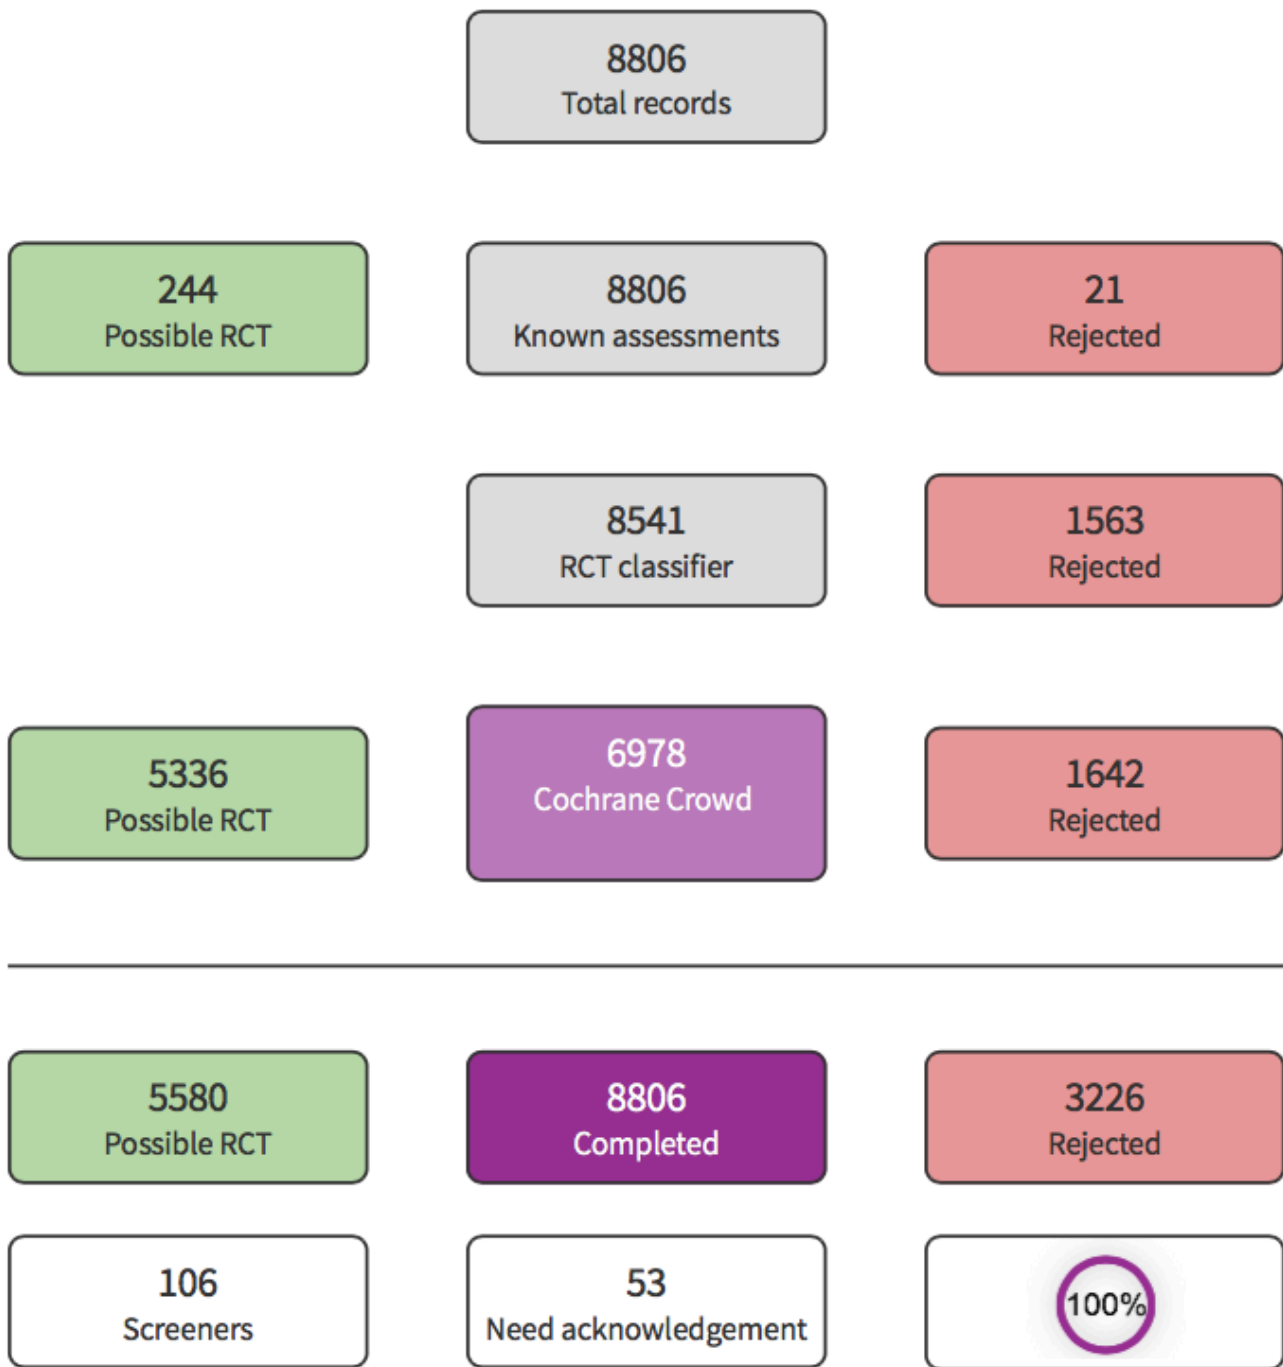 8806
Total records
244
Possible RCT
8806
Known assessments
21
Rejected
8541
RCT classifier
1563
Rejected
5336
Possible RCT
6978
Cochrane Crowd
1642
Rejected
5580
Possible RCT
8806
Completed
3226
Rejected
106
Screeners
53
Need acknowledgement
100%